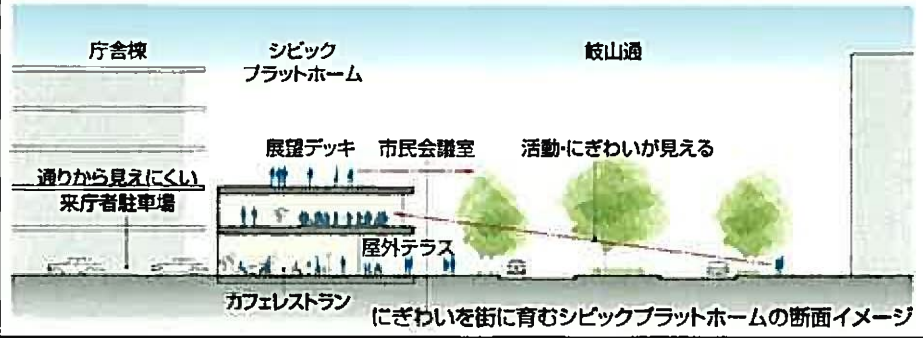 庁舎棟
シビック
プラットホーム
岐山通
展望デッキ
市民会議室
活動・にぎわいが見える
通りから見えにくい
来庁者駐車場
屋外テラス
カフェレストラン
にぎわいを街に育むシビックプラットホームの断面イメージ